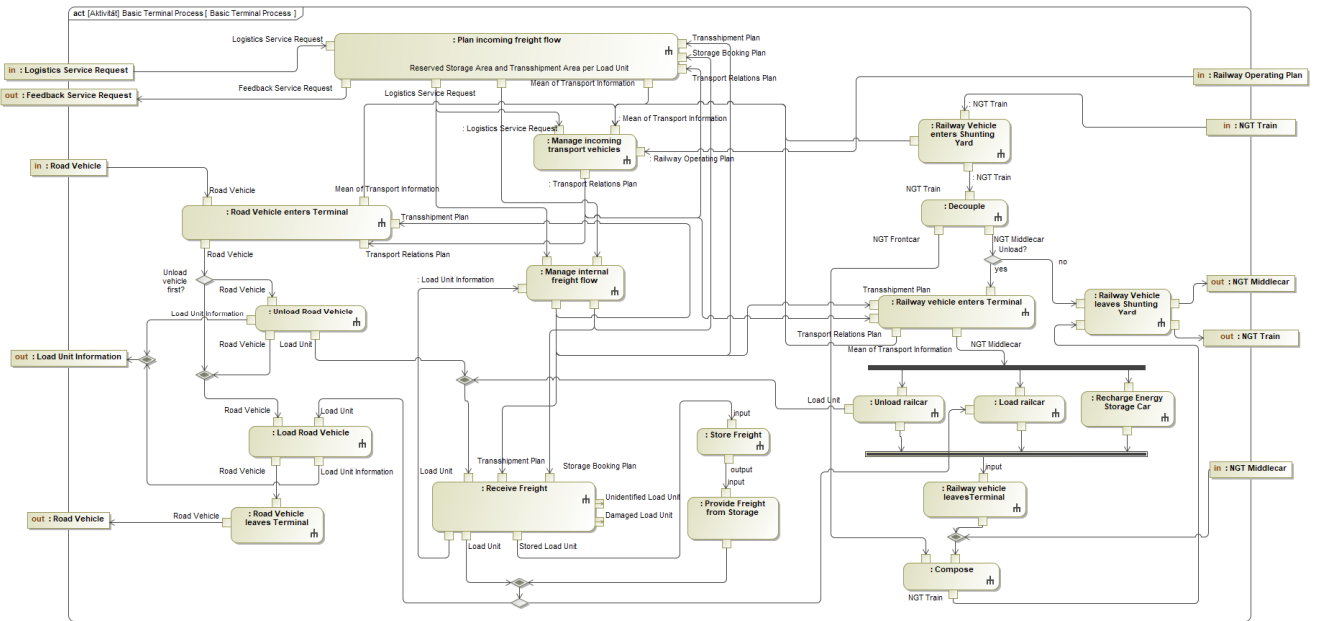 act [Aktivität] Basic Terminal Process [ Basic Terminal Process ]
Logistics Service Request
: Plan incoming freight flow
Transshipment Plan
Storage Booking Plan
in : Logistics Service Request
Reserved Storage Area and Transshipment Area per Load Unit
Transport Relations Plan
in : Railway Operating Plan
Feedback Service Request
Mean of Transport Information
out : Feedback Service Request
Logistics Service Request
: NGT Train
: Logistics Service Request
: Mean of Transport Information
: Railway Vehicle
enters Shunting
Yard
in : NGT Train
: Manage incoming
transport vehicles
: Railway Operating Plan
in : Road Vehicle
: Transport Relations Plan
: NGT Train
Road Vehicle
Mean of Transport Information
NGT Train
: Road Vehicle enters Terminal
Transshipment Plan
: Decouple
Road Vehicle
Transport Relations Plan
NGT Frontcar
NGT Middlecar
Unload?
yes
no
Unload
vehicle
first?
Road Vehicle
: Load Unit Information
: Manage internal
freight flow
Transshipment Plan
: Railway vehicle enters Terminal
: Railway Vehicle
leaves Shunting
Yard
out : NGT Middlecar
Load Unit Information
: Unload Road Vehicle
Road Vehicle
Load Unit
Transport Relations Plan
Mean of Transport Information
NGT Middlecar
out : NGT Train
out : Load Unit Information
Load Unit
: Unload railcar
: Load railcar
: Recharge Energy
Storage Car
Road Vehicle
Load Unit
input
: Load Road Vehicle
: Store Freight
Road Vehicle
Load Unit Information
Load Unit
Transshipment Plan
Storage Booking Plan
output
input
input
in : NGT Middlecar
: Receive Freight
Unidentified Load Unit
Damaged Load Unit
: Provide Freight
from Storage
: Railway vehicle
leavesTerminal
out : Road Vehicle
Road Vehicle
: Road Vehicle
leaves Terminal
Load Unit
Stored Load Unit
: Compose
NGT Train